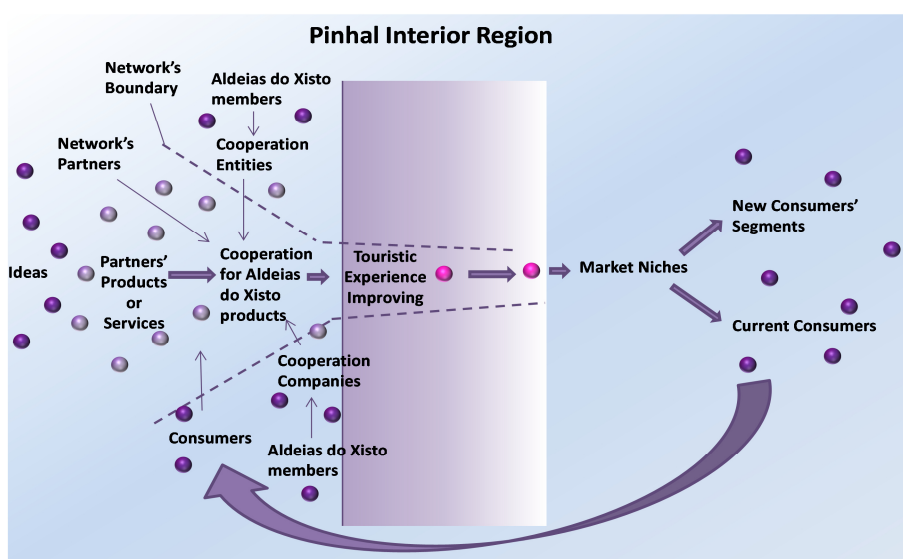 Pinhal Interior Region
Network's
Boundary
Aldeias do Xisto
members
Network's
Partners
Cooperation
Entities
Ideas
Partners'
Products
or
Services
Cooperation
for Aldeias
do Xisto
products
Touristic
Experience
Improving
Market Niches
New Consumers'
Segments
Current Consumers
Cooperation
Companies
Consumers
Aldeias do Xisto
members